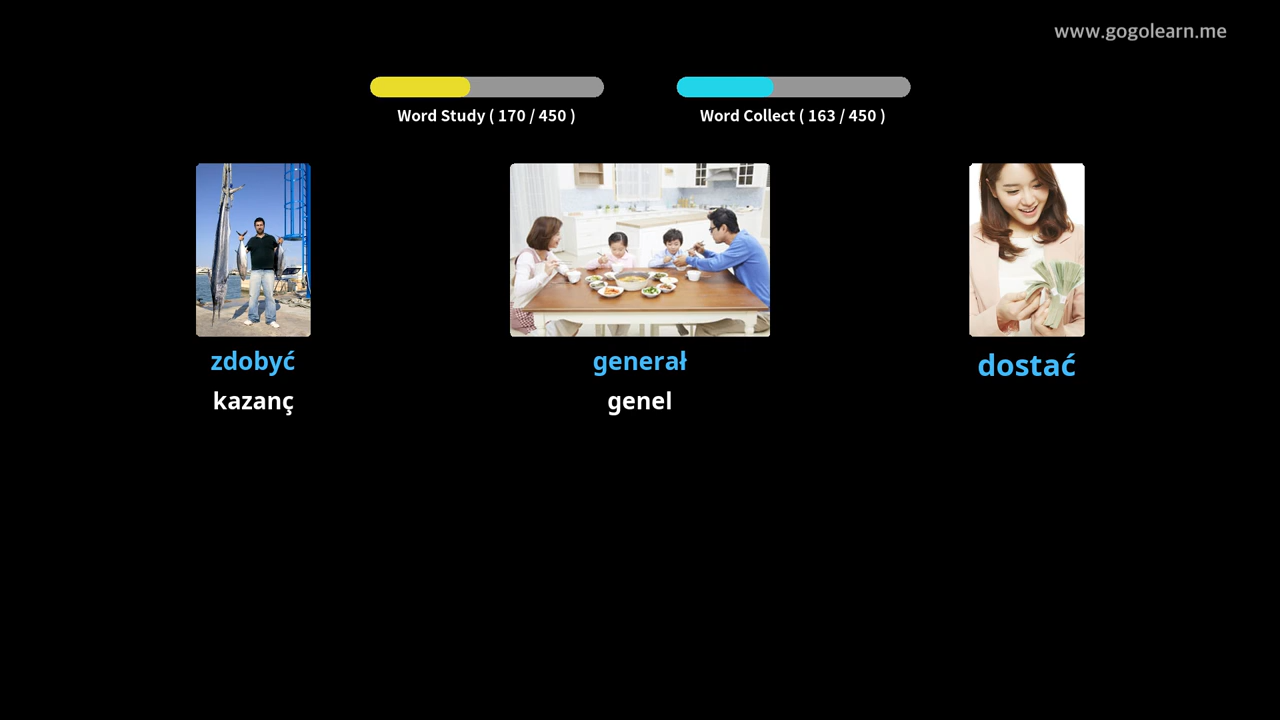 www.gogolearn.me
Word Study ( 170 / 450 )
Word Collect ( 163 / 450 )
zdobyć
kazanç
generał
genel
dostać